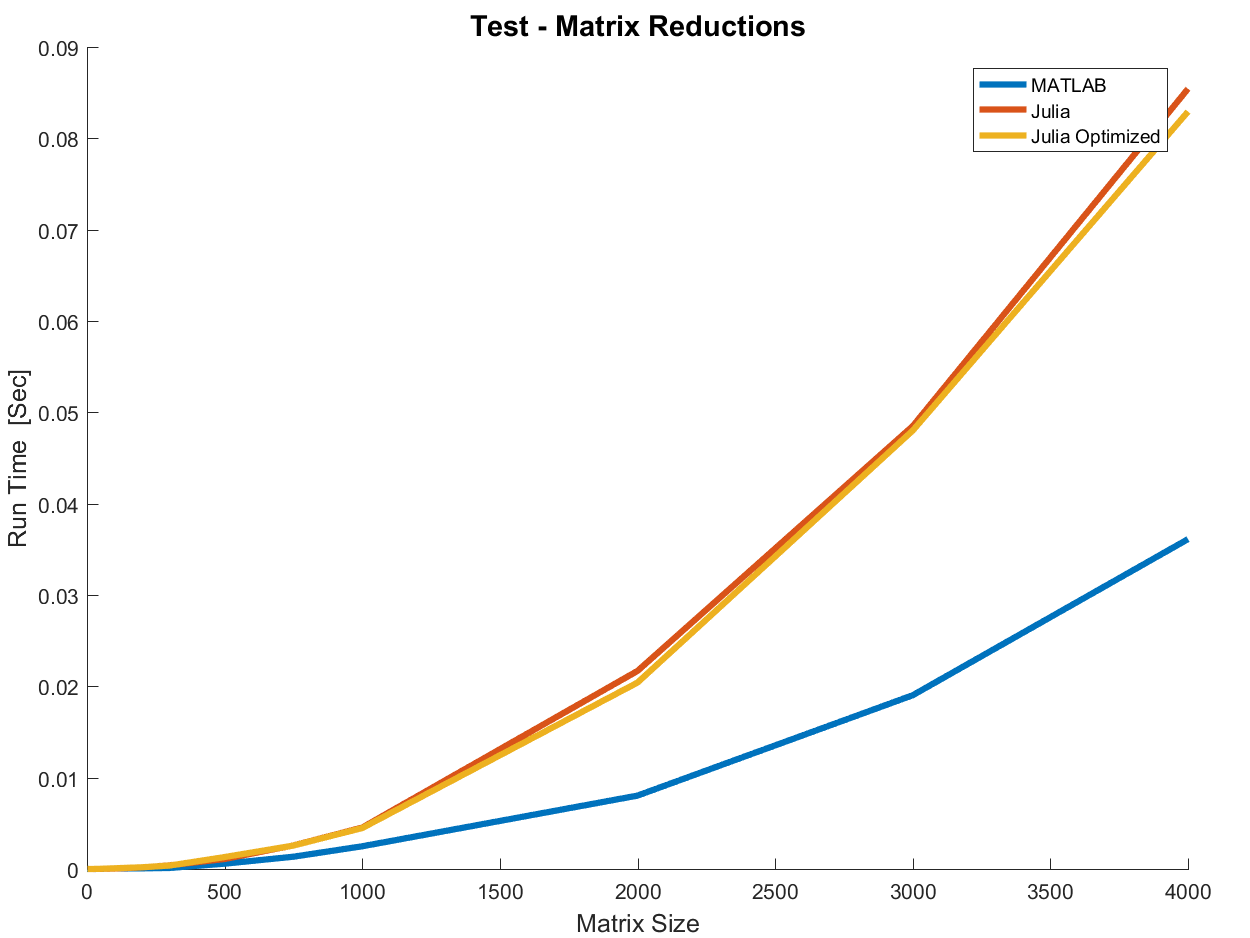 Test - Matrix Reductions
MATLAB
Julia
Julia Optimized
0.09
0.08
0.07
0.06
0.05
0.04
0.03
0.02
0.01
0
Run Time [Sec]
0 500 1000 1500 2000 2500 3000 3500 4000
Matrix Size